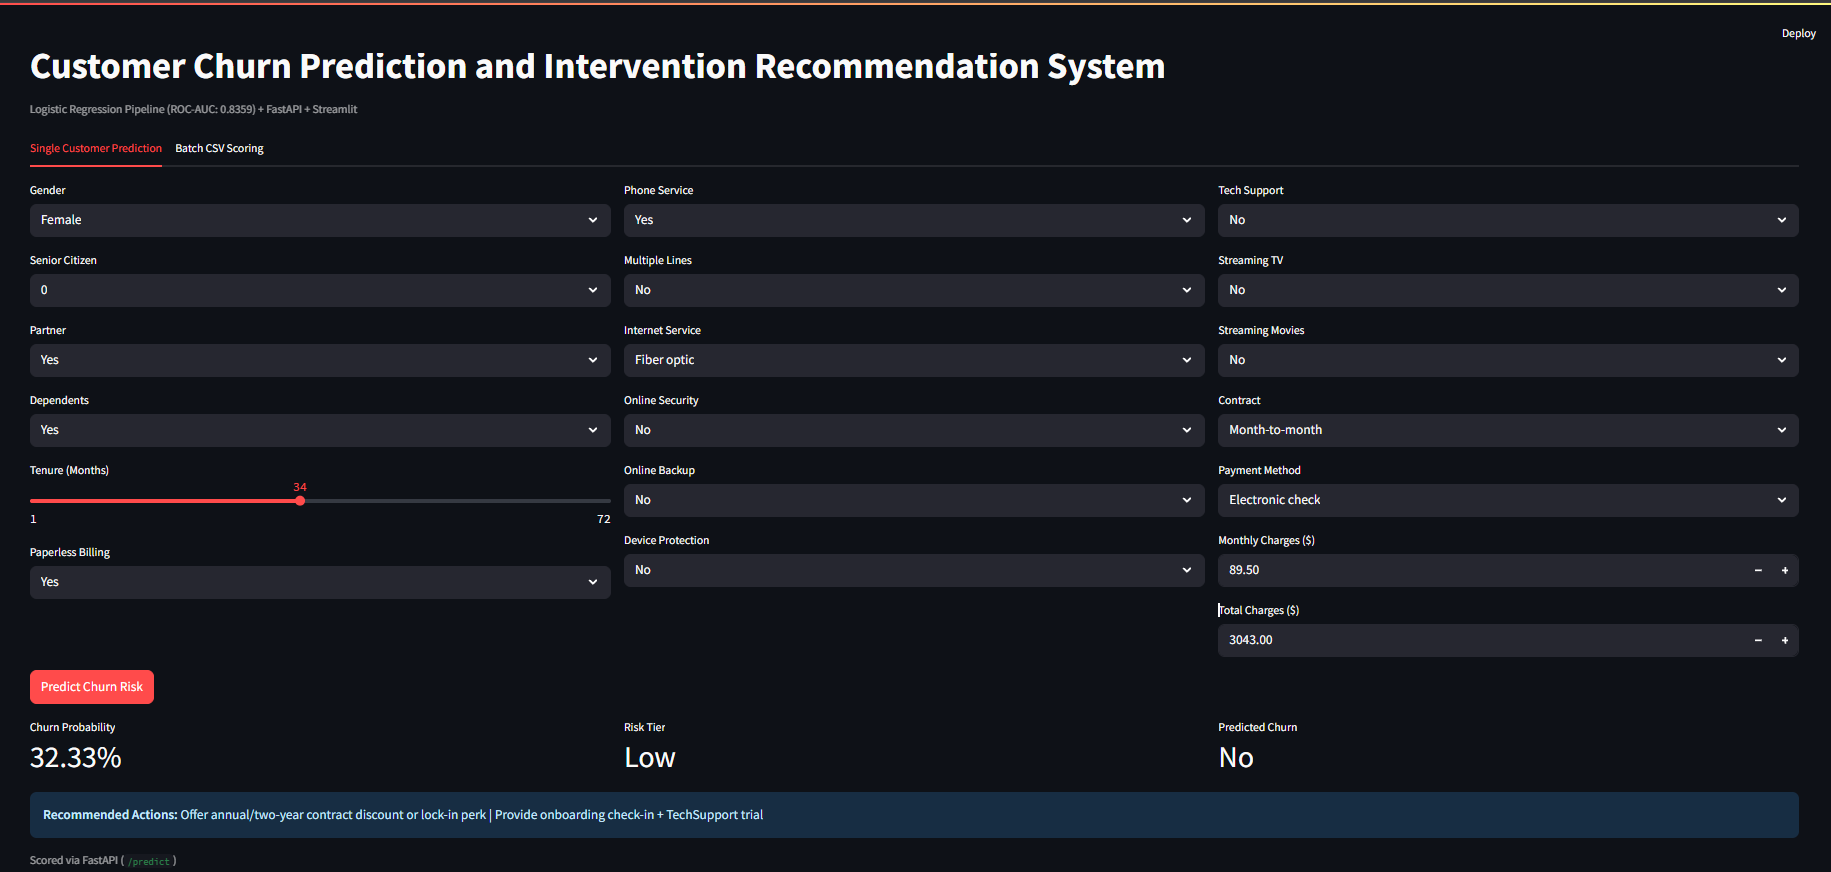 Deploy
Customer Churn Prediction and Intervention Recommendation System
Logistic Regression Pipeline (ROC-AUC: 0.8359) + FastAPI + Streamlit
Single Customer Prediction
Batch CSV Scoring
Gender
Female
Senior Citizen
0
Partner
Yes
Dependents
Yes
Tenure (Months)
34
1
72
Paperless Billing
Yes
Phone Service
Yes
Multiple Lines
No
Internet Service
Fiber optic
Online Security
No
Online Backup
No
Device Protection
No
Tech Support
No
Streaming TV
No
Streaming Movies
No
Contract
Month-to-month
Payment Method
Electronic check
Monthly Charges ($)
89.50
Total Charges ($)
3043.00
Predict Churn Risk
Churn Probability
32.33%
Risk Tier
Low
Predicted Churn
No
Recommended Actions: Offer annual/two-year contract discount or lock-in perk | Provide onboarding check-in + TechSupport trial
Scored via FastAPI ( /predict )